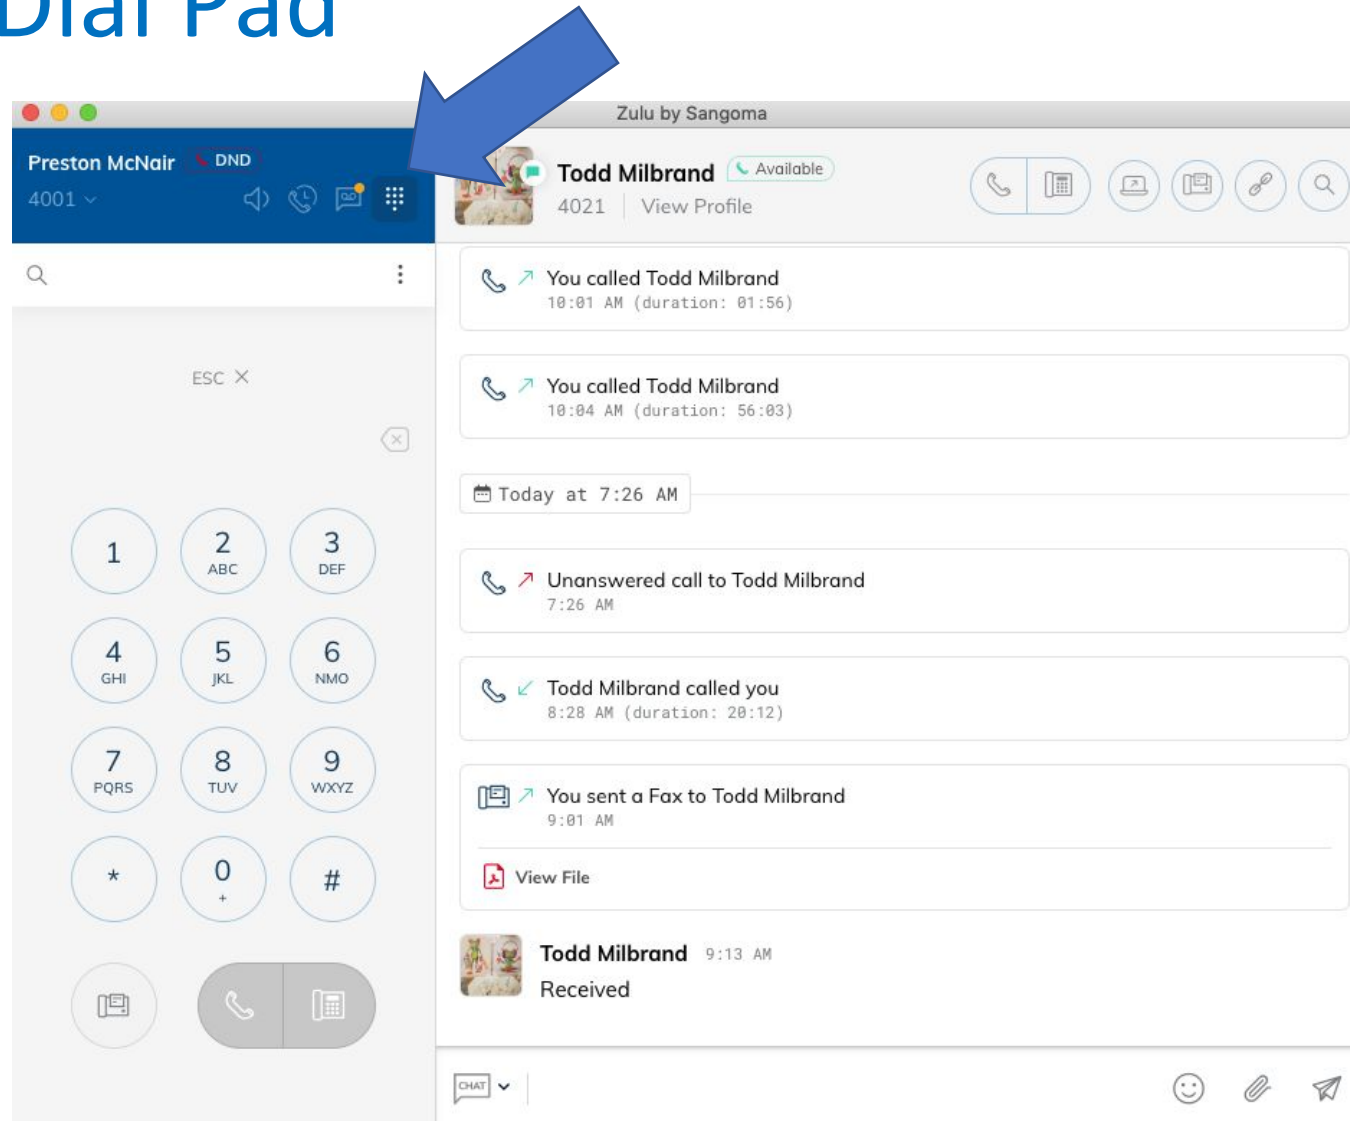 Dial Pad
Zulu by Sangoma
Preston McNair DND
4001
Todd Milbrand Available
4021 View Profile
ESC
1
2
ABC
3
DEF
4
GHI
5
JKL
6
NMO
7
PQRS
8
TUV
9
WXYZ
*
0
+
#
You called Todd Milbrand
10:01 AM (duration: 01:56)
You called Todd Milbrand
10:04 AM (duration: 56:03)
Today at 7:26 AM
Unanswered call to Todd Milbrand
7:26 AM
Todd Milbrand called you
8:28 AM (duration: 20:12)
You sent a Fax to Todd Milbrand
9:01 AM
View File
Todd Milbrand 9:13 AM
Received
CHAT